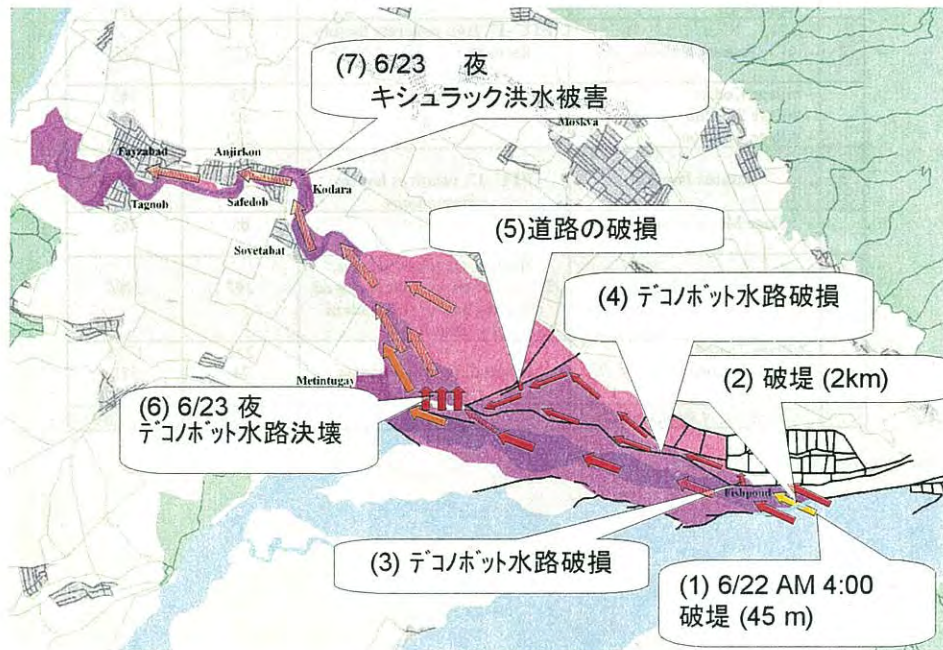 (7) 6/23 夜
キシュラック洪水被害
Moskva
Fayzabad
Anjirkon
Kodara
Tagnob
Safedob
Sovetabat
(5)道路の破損
(4) デコノボット水路破損
(2) 破堤 (2km)
Metintugay
(6) 6/23 夜
デコノボット水路決壊
Fishpond
(3) デコノボット水路破損
(1) 6/22 AM 4:00
破堤 (45 m)